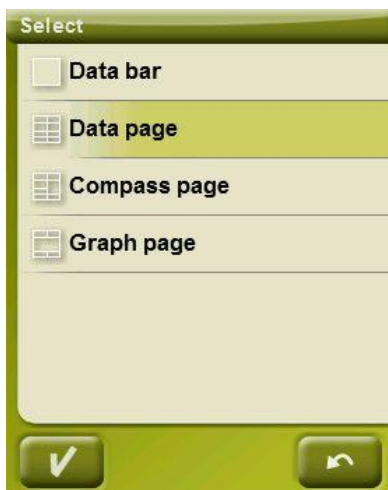 Select
Data bar
Data page
Compass page
Graph page